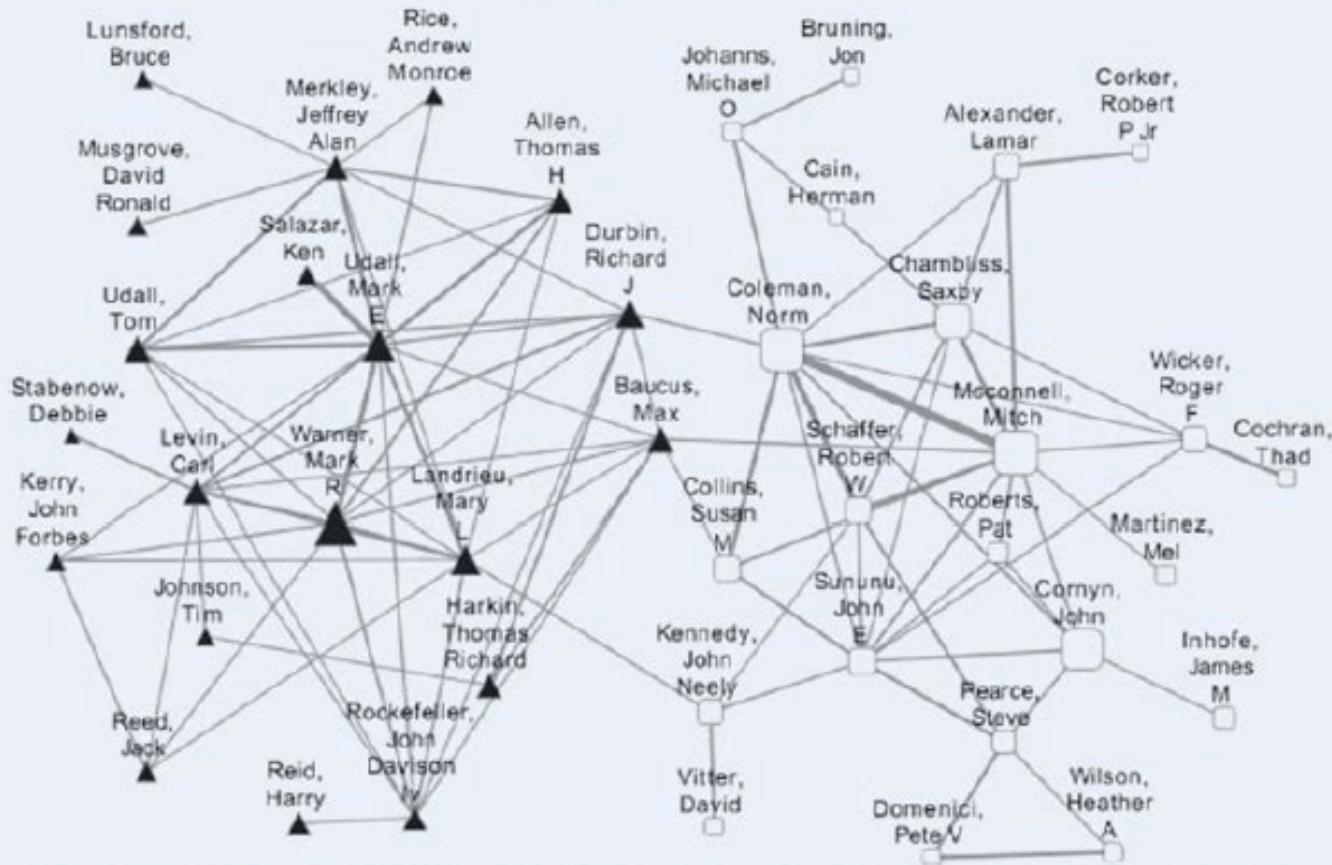 Lunsford,
Bruce
Rice,
Andrew
Monroe
Merkley,
Jeffrey
Alan
Musgrove,
David
Ronald
Allen,
Thomas
H
Salazar,
Ken
Udall,
Mark
E
Durbin,
Richard
J
Udall,
Tom
Stabenow,
Debbie
Levin,
Carl
Warner,
Mark
R
Landrieu,
Mary
L
Baucus,
Max
Kerry,
John
Forbes
Johnson,
Tim
Harkin,
Thomas
Richard
Reed,
Jack
Reid,
Harry
Rockefeller,
John
Davison
IV
Johanns,
Michael
O
Bruning,
Jon
Corker,
Robert
P Jr
Alexander,
Lamar
Cain,
Herman
Coleman,
Norm
Chambliss,
Saxby
Mcconnell,
Mitch
Wicker,
Roger
F
Cochran,
Thad
Schaffer,
Robert
W
Collins,
Susan
M
Roberts,
Pat
Martinez,
Mel
Sununu,
John
E
Cornyn,
John
Inhofe,
James
M
Kennedy,
John
Neely
Pearce,
Steve
Vitter,
David
Domenici,
Pete V
Wilson,
Heather
A